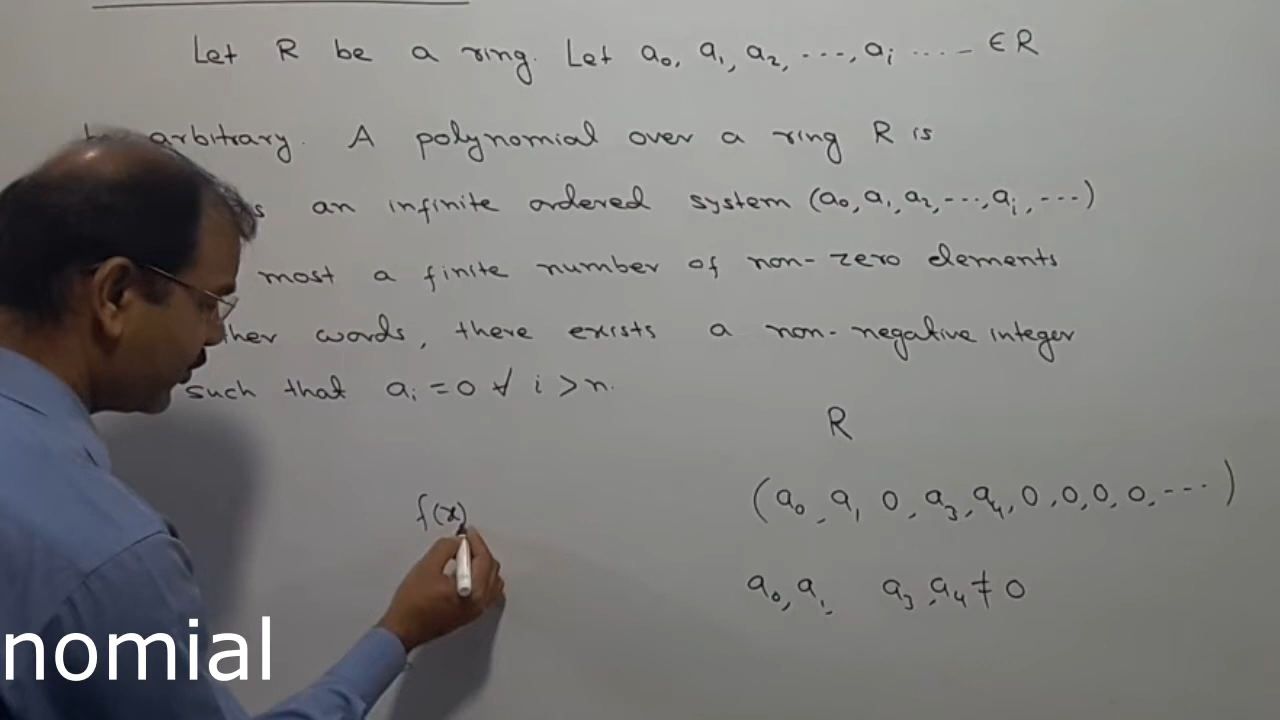 Let R be a ring. Let a₀, a₁, a₂, ---, aᵢ ---- ∈ R
arbitrary. A polynomial over a ring R is
an infinite ordered system (a₀, a₁, a₂, ---, aᵢ, ---)
most a finite number of non-zero elements
words, there exists a non-negative integer
such that aᵢ = 0 ∀ i > n.
R
(a₀, a₁ 0, a₃, a₄, 0, 0, 0, 0, ---)
f(x)
a₀, a₁ a₃, a₄ ≠ 0
nomial